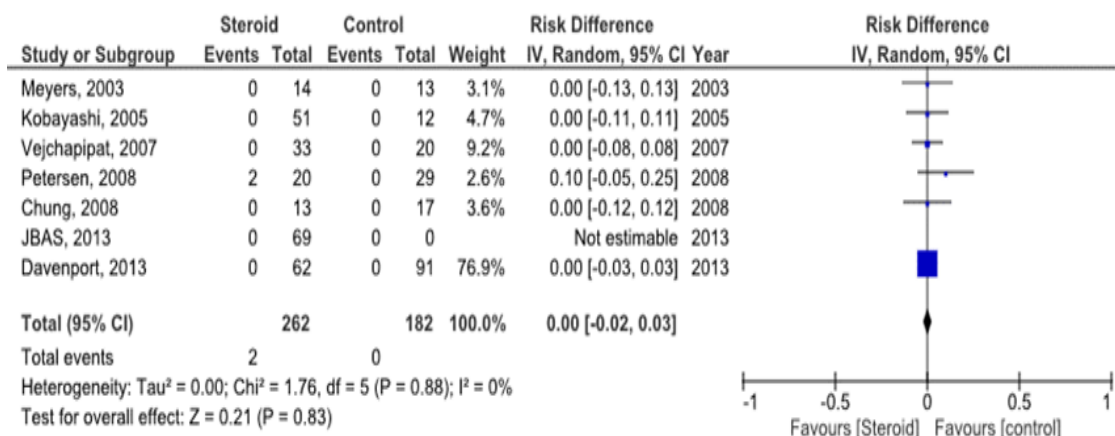 Steroid Control Risk Difference Risk Difference
Study or Subgroup Events Total Events Total Weight IV, Random, 95% CI Year IV, Random, 95% CI
Meyers, 2003 0 14 0 13 3.1% 0.00 [-0.13, 0.13] 2003
Kobayashi, 2005 0 51 0 12 4.7% 0.00 [-0.11, 0.11] 2005
Vejchapipat, 2007 0 33 0 20 9.2% 0.00 [-0.08, 0.08] 2007
Petersen, 2008 2 20 0 29 2.6% 0.10 [-0.05, 0.25] 2008
Chung, 2008 0 13 0 17 3.6% 0.00 [-0.12, 0.12] 2008
JBAS, 2013 0 69 0 0 Not estimable 2013
Davenport, 2013 0 62 0 91 76.9% 0.00 [-0.03, 0.03] 2013
Total (95% CI) 262 182 100.0% 0.00 [-0.02, 0.03]
Total events 2 0
Heterogeneity: Tau² = 0.00; Chi² = 1.76, df = 5 (P = 0.88); I² = 0%
Test for overall effect: Z = 0.21 (P = 0.83)
-1 -0.5 0 0.5 1
Favours [Steroid] Favours [control]